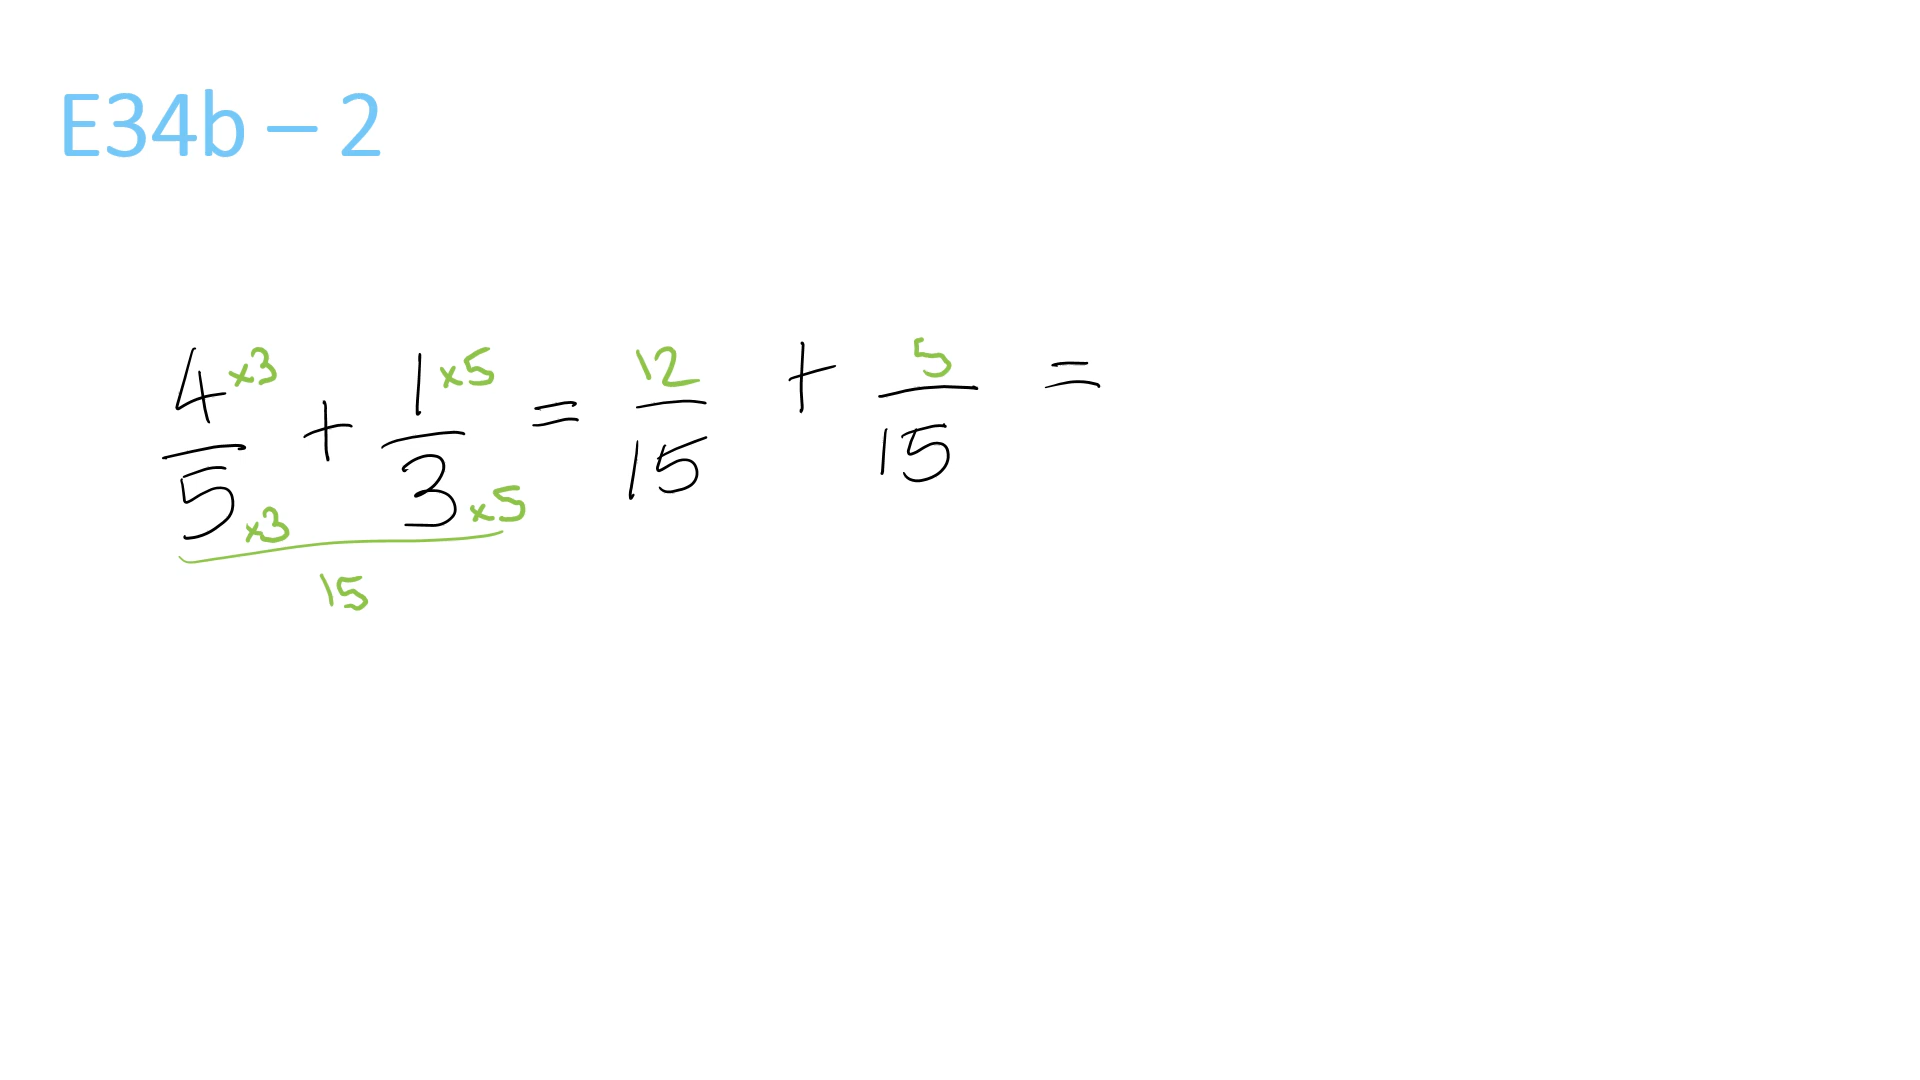 E34b – 2
4×3/5×3 + 1×5/3×5 = 12/15 + 5/15 =
15